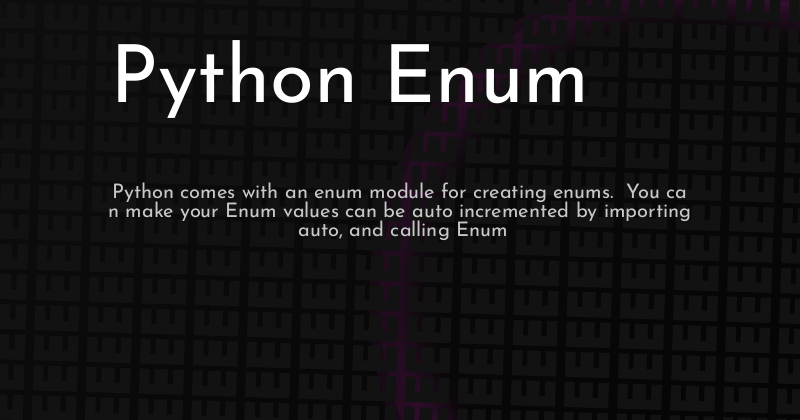 Python Enum
Python comes with an enum module for creating enums.  You ca
n make your Enum values can be auto incremented by importing
auto, and calling Enum